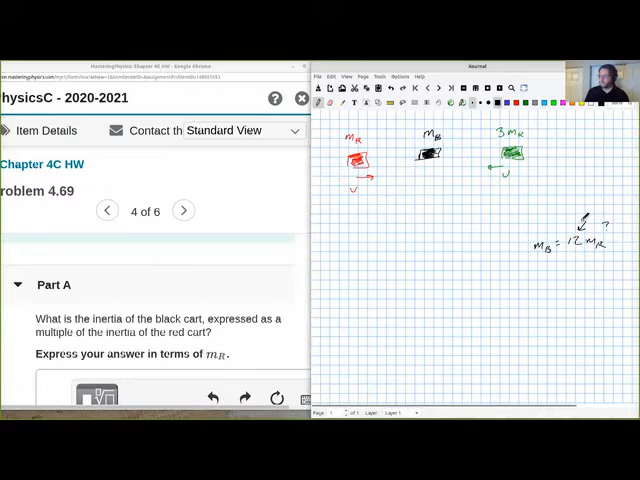 MasteringPhysics: Chapter 4C HW - Google Chrome
Xournal
File Edit View Page Tools Options Help
hysicsC - 2020-2021
Item Details
Contact th
Standard View
Chapter 4C HW
roblem 4.69
4 of 6
Part A
What is the inertia of the black cart, expressed as a
multiple of the inertia of the red cart?
Express your answer in terms of mR.
mR
mB
3mR
v
v
mB = 12 mR ?
Page: 1 of 1 Layer: Layer 1